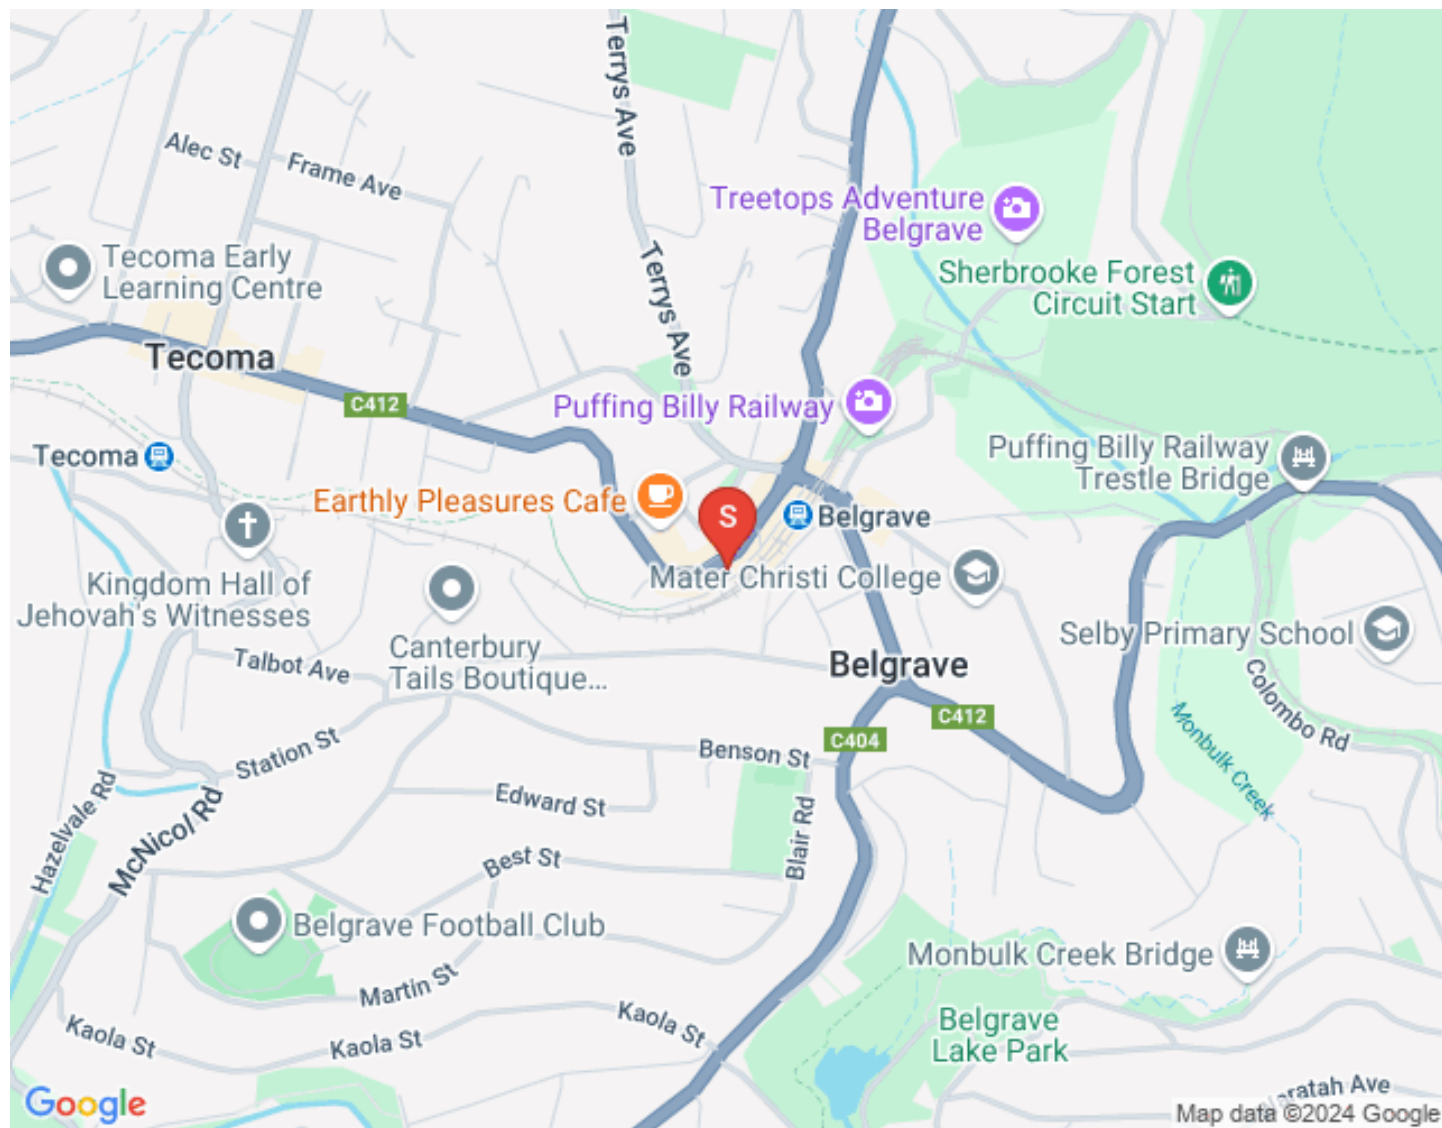 Terrys Ave
Alec St
Frame Ave
Treetops Adventure
Belgrave
Tecoma Early
Learning Centre
Terrys Ave
Sherbrooke Forest
Circuit Start
Tecoma
C412
Puffing Billy Railway
Tecoma
Puffing Billy Railway
Trestle Bridge
Earthly Pleasures Cafe
S
Belgrave
Kingdom Hall of
Jehovah's Witnesses
Mater Christi College
Canterbury
Tails Boutique...
Selby Primary School
Talbot Ave
Belgrave
Colombo Rd
C412
C404
Monbulk Creek
Station St
Benson St
Edward St
Hazelvale Rd
McNicol Rd
Blair Rd
Best St
Belgrave Football Club
Monbulk Creek Bridge
Martin St
Kaola St
Kaola St
Kaola St
Belgrave
Lake Park
aratah Ave
Google
Map data ©2024 Google